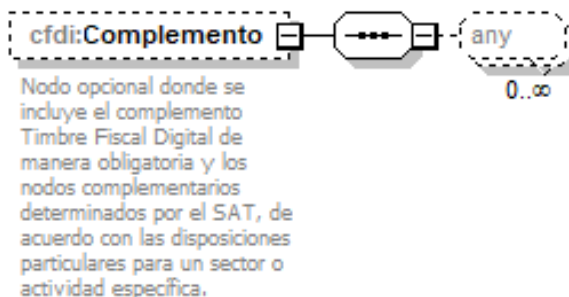 cfdi:Complemento
any
0..∞
Nodo opcional donde se
incluye el complemento
Timbre Fiscal Digital de
manera obligatoria y los
nodos complementarios
determinados por el SAT, de
acuerdo con las disposiciones
particulares para un sector o
actividad específica.